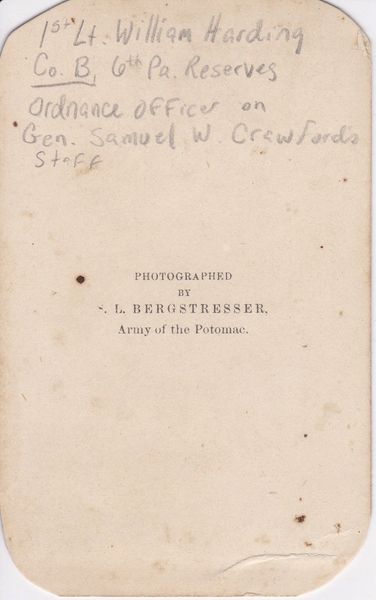 1st Lt. William Harding
Co. B, 6th Pa. Reserves
Ordnance Officer on
Gen. Samuel W. Crawfords
Staff
PHOTOGRAPHED
BY
L. BERGSTRESSER,
Army of the Potomac.